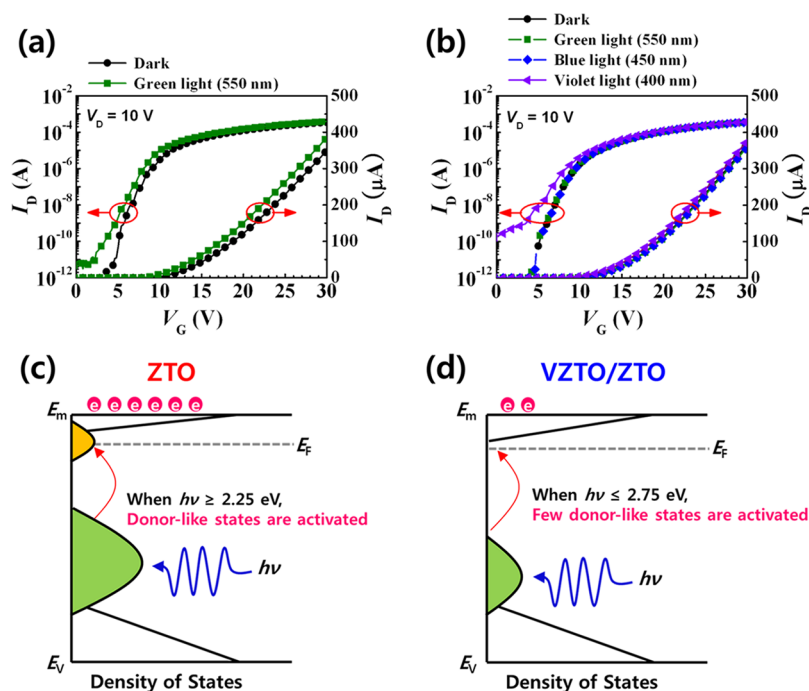 (a)
Dark
Green light (550 nm)
V_D = 10 V
10^-2
10^-4
10^-6
10^-8
10^-10
10^-12
I_D (A)
500
400
300
200
100
0
I_D (μA)
0 5 10 15 20 25 30
V_G (V)
(b)
Dark
Green light (550 nm)
Blue light (450 nm)
Violet light (400 nm)
V_D = 10 V
10^-2
10^-4
10^-6
10^-8
10^-10
10^-12
I_D (A)
500
400
300
200
100
0
I_D (μA)
0 5 10 15 20 25 30
V_G (V)
(c)
ZTO
E_m
e e e e e e
E_F
When hν ≥ 2.25 eV,
Donor-like states are activated
hν
E_V
Density of States
(d)
VZTO/ZTO
E_m
e e
E_F
When hν ≤ 2.75 eV,
Few donor-like states are activated
hν
E_V
Density of States